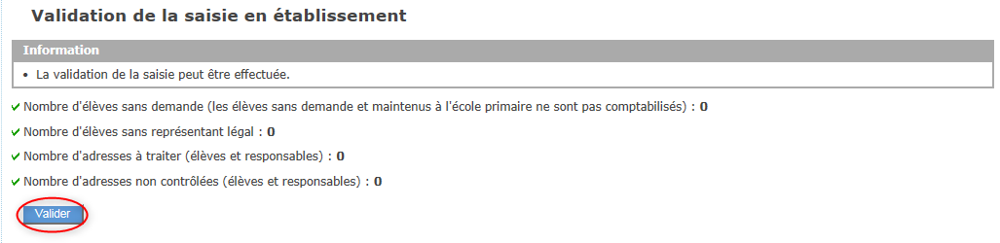 Validation de la saisie en établissement
Information
• La validation de la saisie peut être effectuée.
Nombre d'élèves sans demande (les élèves sans demande et maintenus à l'école primaire ne sont pas comptabilisés) : 0
Nombre d'élèves sans représentant légal : 0
Nombre d'adresses à traiter (élèves et responsables) : 0
Nombre d'adresses non contrôlées (élèves et responsables) : 0
Valider